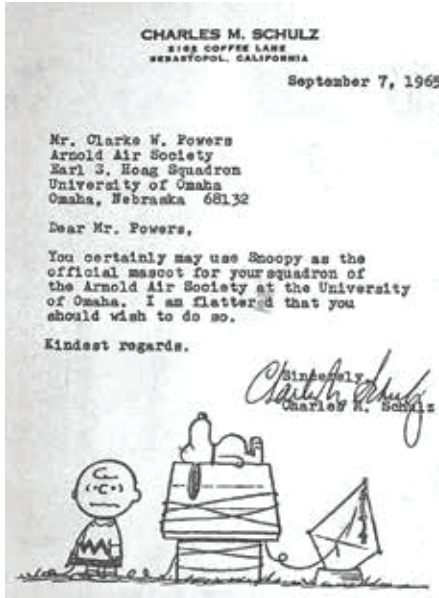 CHARLES M. SCHULZ
2162 COFFEE LANE
SEBASTOPOL, CALIFORNIA
September 7, 1965
Mr. Clarke W. Powers
Arnold Air Society
Earl S. Hoag Squadron
University of Omaha
Omaha, Nebraska 68132
Dear Mr. Powers,
You certainly may use Snoopy as the
official mascot for your squadron of
the Arnold Air Society at the University
of Omaha. I am flattered that you
should wish to do so.
Kindest regards.
Sincerely,
Charles M. Schulz
Charles M. Schulz